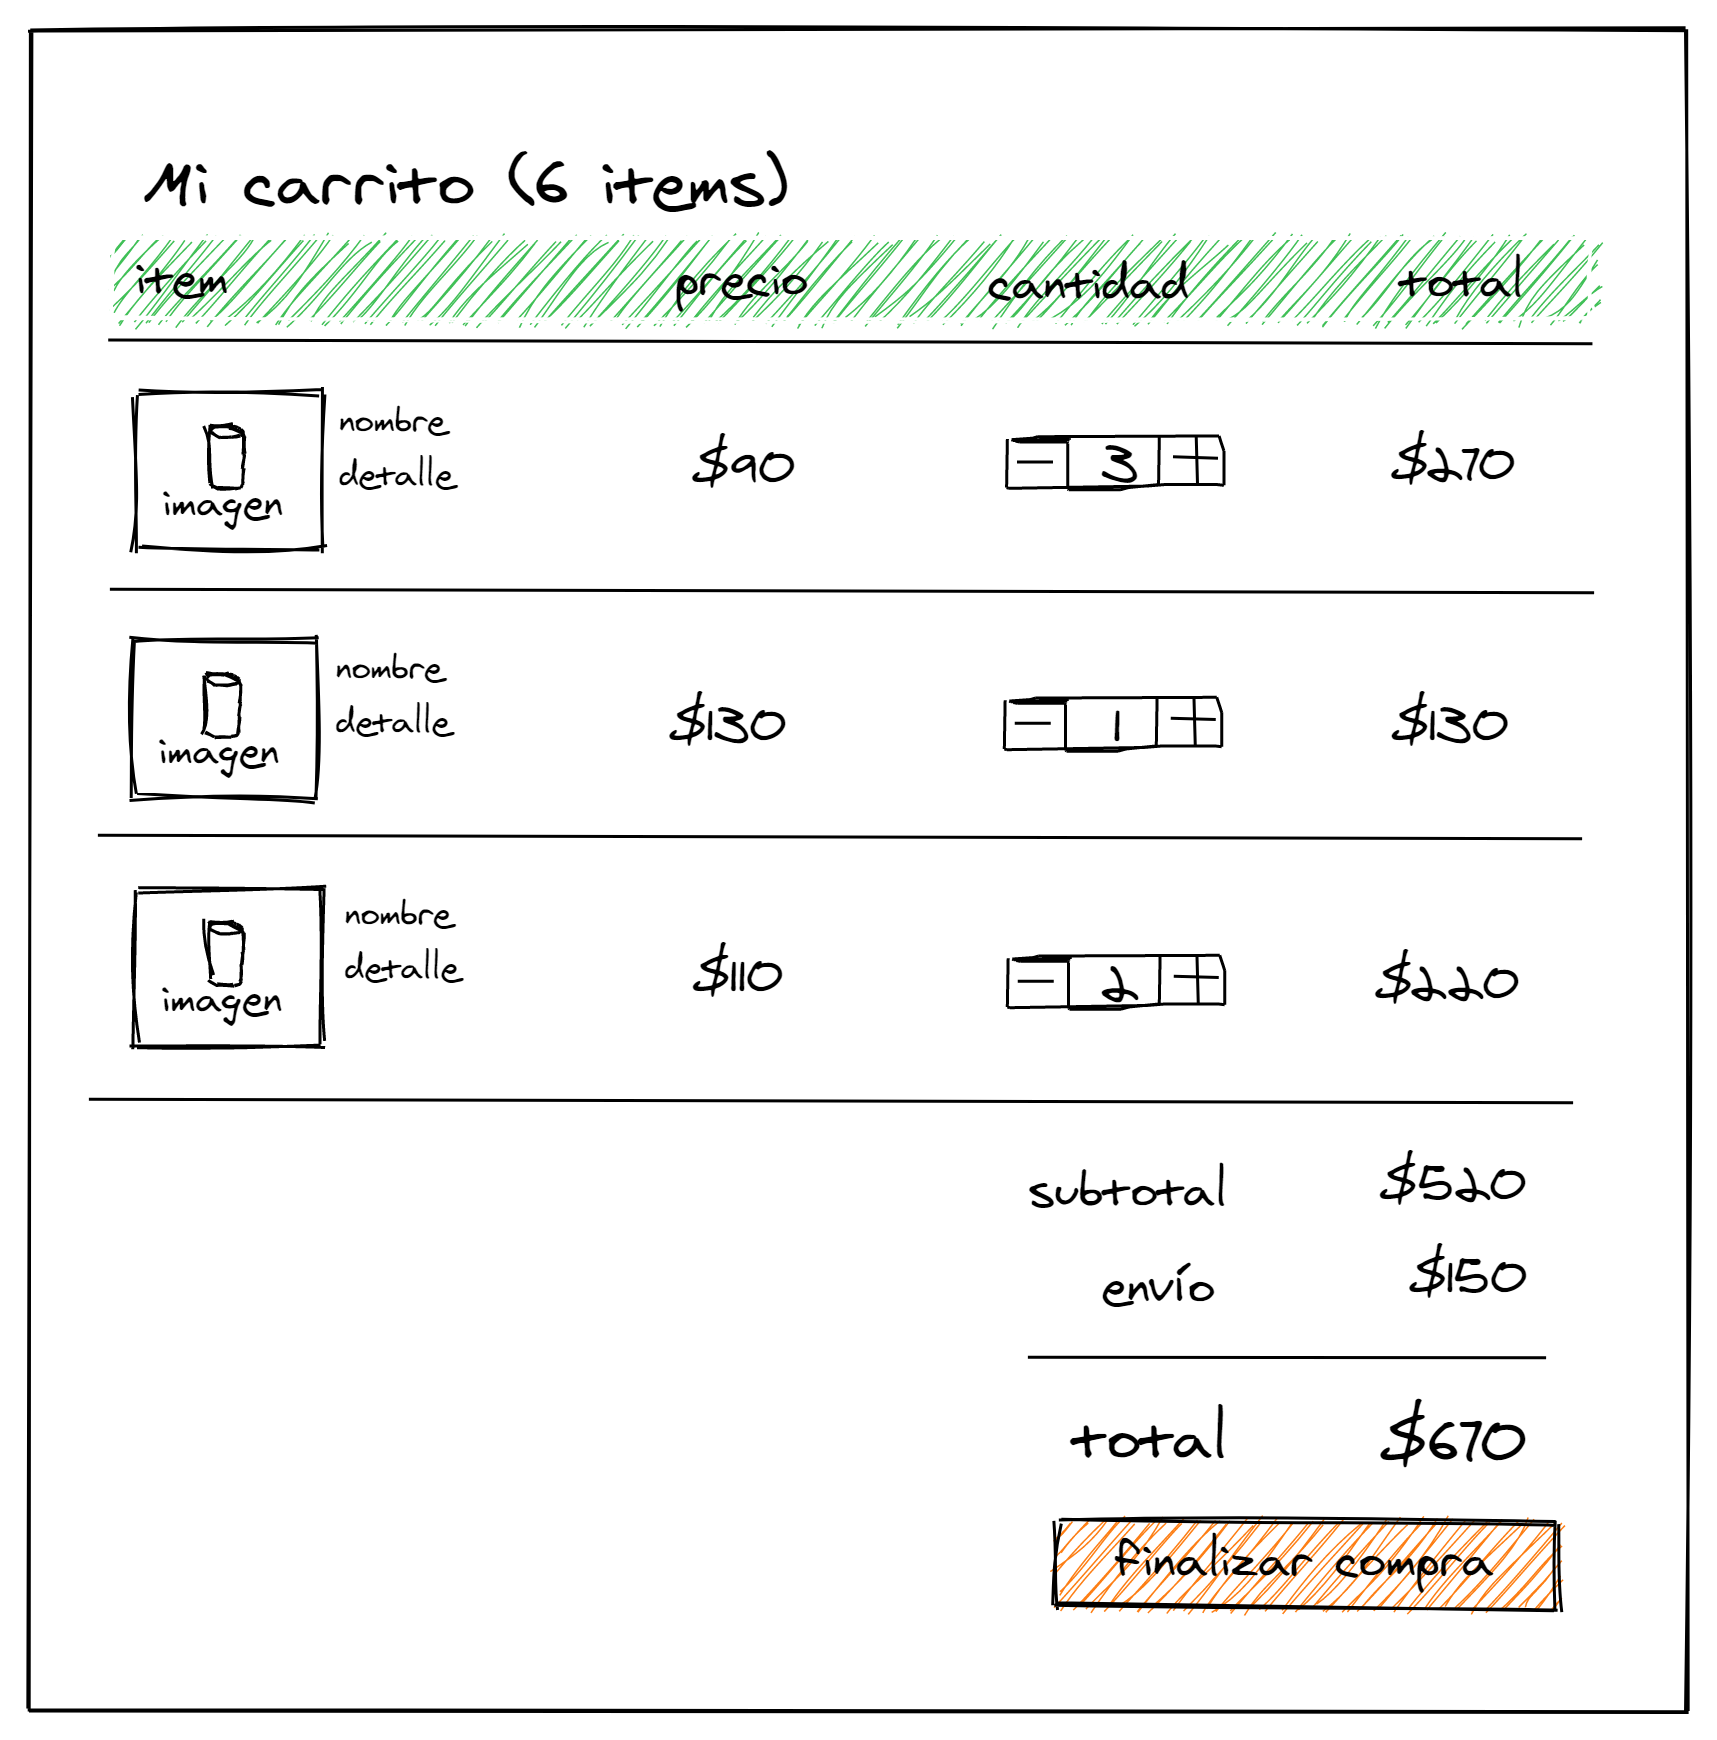 Mi carrito (6 items)
item precio cantidad total
nombre
detalle
imagen
$90 — 3 + $270
nombre
detalle
imagen
$130 — 1 + $130
nombre
detalle
imagen
$110 — 2 + $220
subtotal $520
envío $150
total $670
finalizar compra